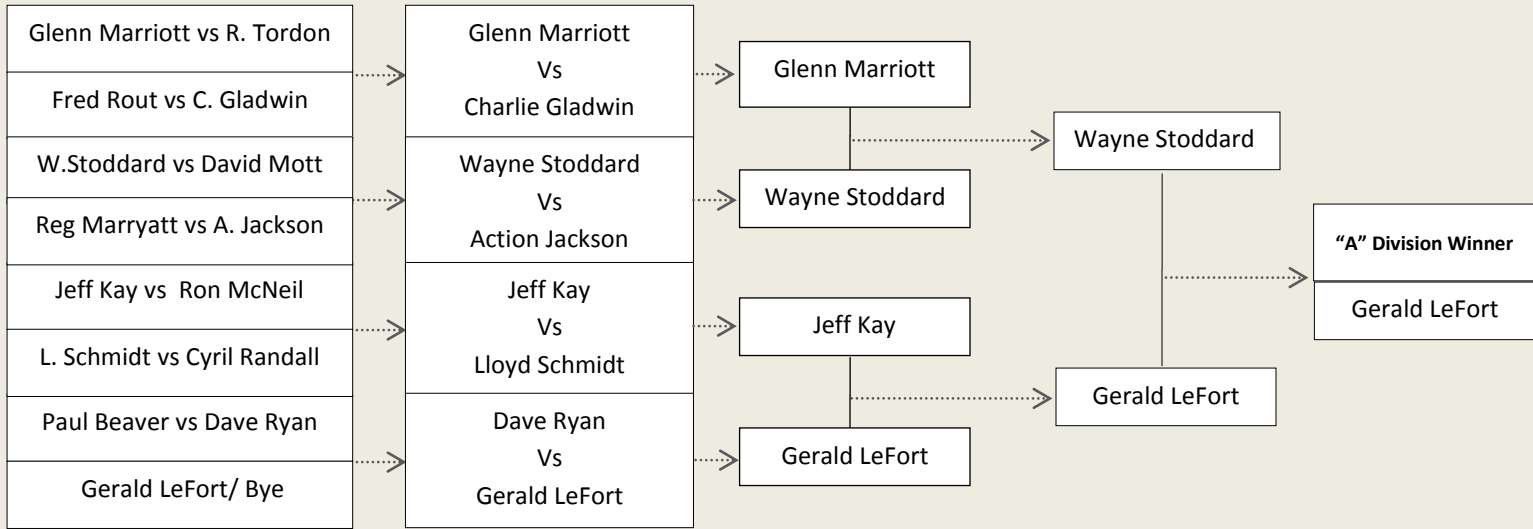 Glenn Marriott vs R. Tordon
Fred Rout vs C. Gladwin
W.Stoddard vs David Mott
Reg Marryatt vs A. Jackson
Jeff Kay vs  Ron McNeil
L. Schmidt vs Cyril Randall
Paul Beaver vs Dave Ryan
Gerald LeFort/ Bye
Glenn Marriott
Vs
Charlie Gladwin
Wayne Stoddard
Vs
Action Jackson
Jeff Kay
Vs
Lloyd Schmidt
Dave Ryan
Vs
Gerald LeFort
Glenn Marriott
Wayne Stoddard
Jeff Kay
Gerald LeFort
Wayne Stoddard
Gerald LeFort
“A” Division Winner
Gerald LeFort